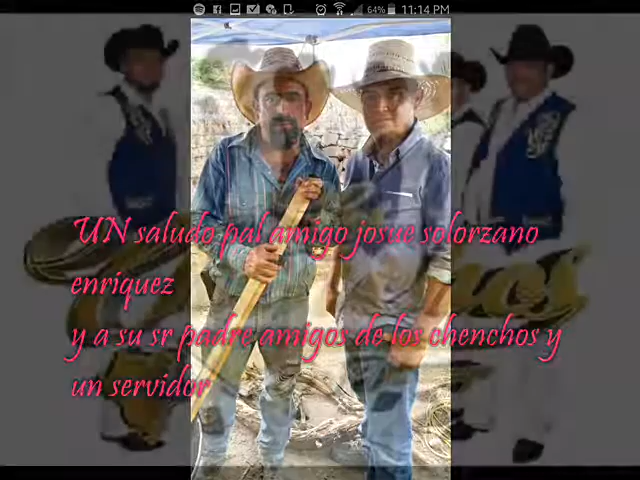 64% 11:14 PM
UN saludo pal amigo josue solorzano
enriquez
y a su sr padre amigos de los chenchos y
un servidor